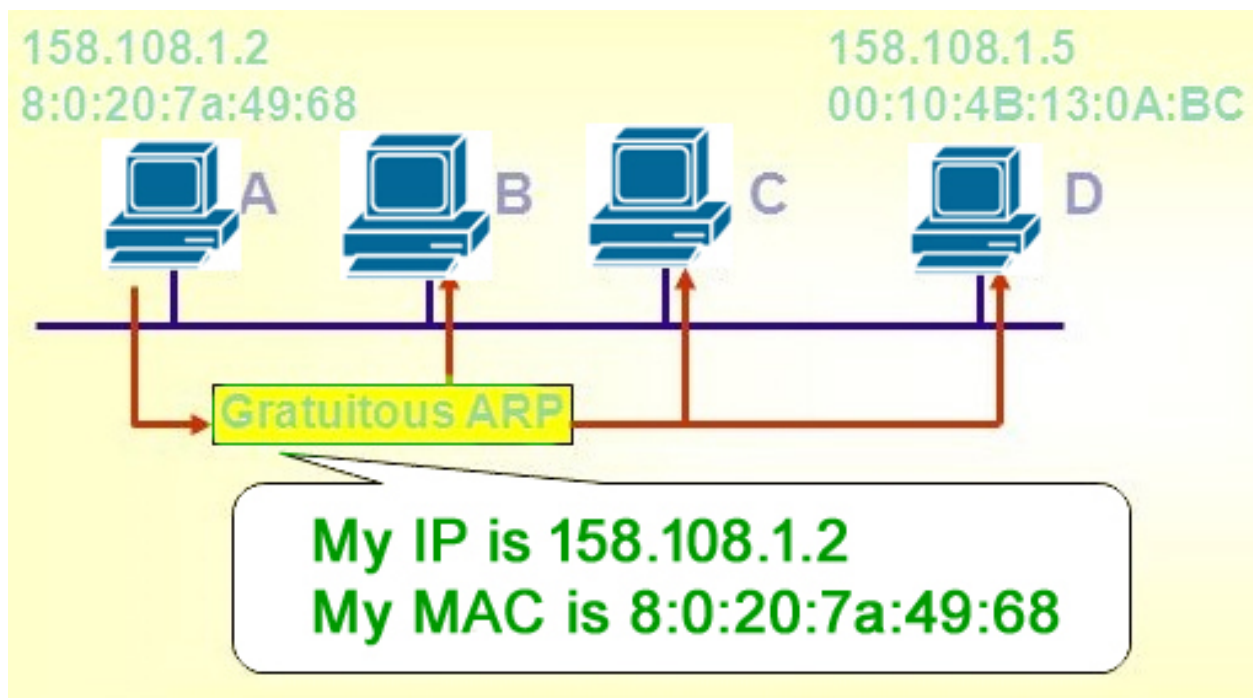 158.108.1.2
8:0:20:7a:49:68
158.108.1.5
00:10:4B:13:0A:BC
A
B
C
D
Gratuitous ARP
My IP is 158.108.1.2
My MAC is 8:0:20:7a:49:68